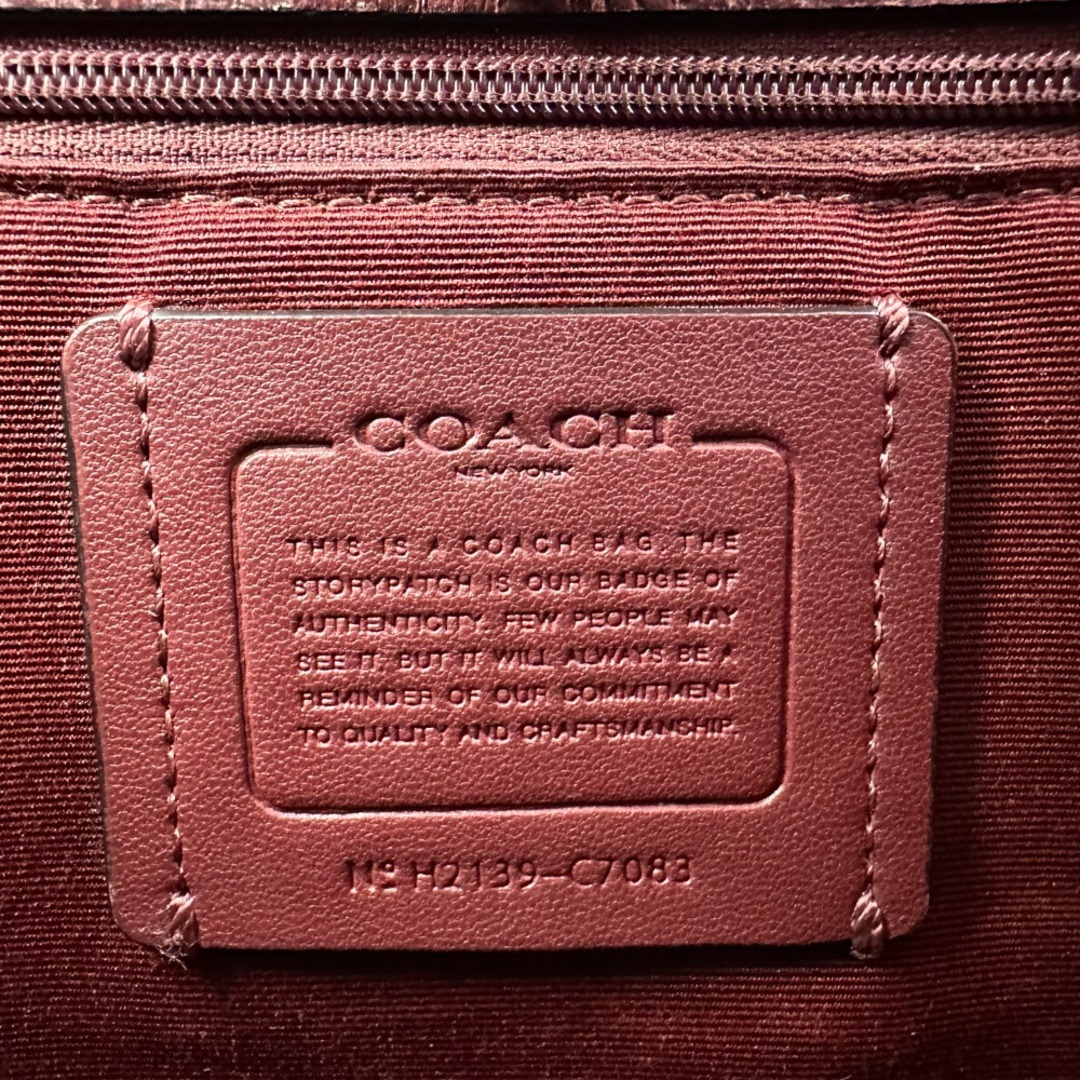 COACH
NEW YORK
THIS IS A COACH BAG. THE
STORYPATCH IS OUR BADGE OF
AUTHENTICITY. FEW PEOPLE MAY
SEE IT, BUT IT WILL ALWAYS BE A
REMINDER OF OUR COMMITMENT
TO QUALITY AND CRAFTSMANSHIP.
Nº H2139-C7083